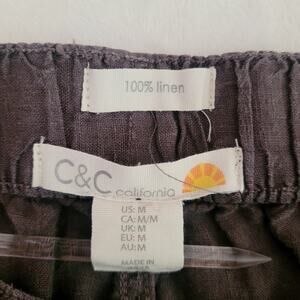 100% linen
C&C california
US: M
CA: M/M
UK: M
EU: M
AU: M
MADE IN